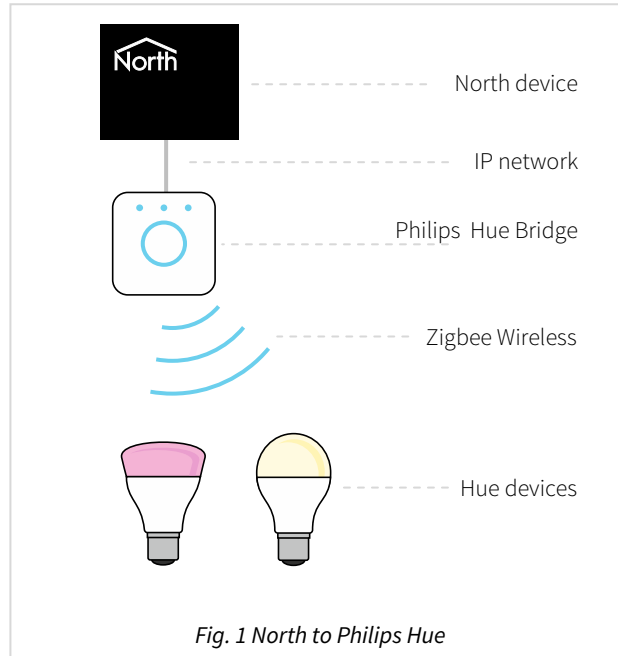 North
North device
IP network
Philips Hue Bridge
Zigbee Wireless
Hue devices
Fig. 1 North to Philips Hue